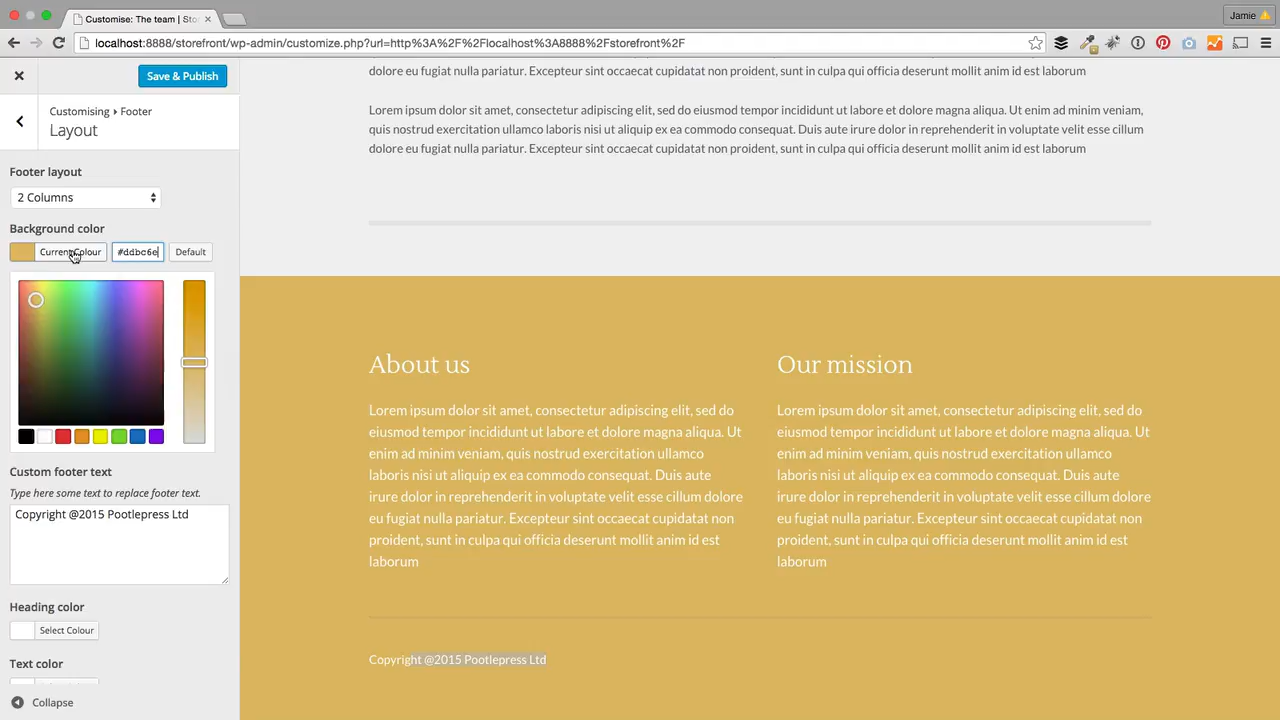 Customise: The team | Stor
Jamie
localhost:8888/storefront/wp-admin/customize.php?url=http%3A%2F%2Flocalhost%3A8888%2Fstorefront%2F
Save & Publish
Customising ▸ Footer
Layout
Footer layout
2 Columns
Background color
Current Colour
#ddbc6e
Default
Custom footer text
Type here some text to replace footer text.
Copyright @2015 Pootlepress Ltd
Heading color
Select Colour
Text color
Collapse
dolore eu fugiat nulla pariatur. Excepteur sint occaecat cupidatat non proident, sunt in culpa qui officia deserunt mollit anim id est laborum
Lorem ipsum dolor sit amet, consectetur adipiscing elit, sed do eiusmod tempor incididunt ut labore et dolore magna aliqua. Ut enim ad minim veniam,
quis nostrud exercitation ullamco laboris nisi ut aliquip ex ea commodo consequat. Duis aute irure dolor in reprehenderit in voluptate velit esse cillum
dolore eu fugiat nulla pariatur. Excepteur sint occaecat cupidatat non proident, sunt in culpa qui officia deserunt mollit anim id est laborum
About us
Lorem ipsum dolor sit amet, consectetur adipiscing elit, sed do
eiusmod tempor incididunt ut labore et dolore magna aliqua. Ut
enim ad minim veniam, quis nostrud exercitation ullamco
laboris nisi ut aliquip ex ea commodo consequat. Duis aute
irure dolor in reprehenderit in voluptate velit esse cillum dolore
eu fugiat nulla pariatur. Excepteur sint occaecat cupidatat non
proident, sunt in culpa qui officia deserunt mollit anim id est
laborum
Our mission
Lorem ipsum dolor sit amet, consectetur adipiscing elit, sed do
eiusmod tempor incididunt ut labore et dolore magna aliqua. Ut
enim ad minim veniam, quis nostrud exercitation ullamco
laboris nisi ut aliquip ex ea commodo consequat. Duis aute
irure dolor in reprehenderit in voluptate velit esse cillum dolore
eu fugiat nulla pariatur. Excepteur sint occaecat cupidatat non
proident, sunt in culpa qui officia deserunt mollit anim id est
laborum
Copyright @2015 Pootlepress Ltd